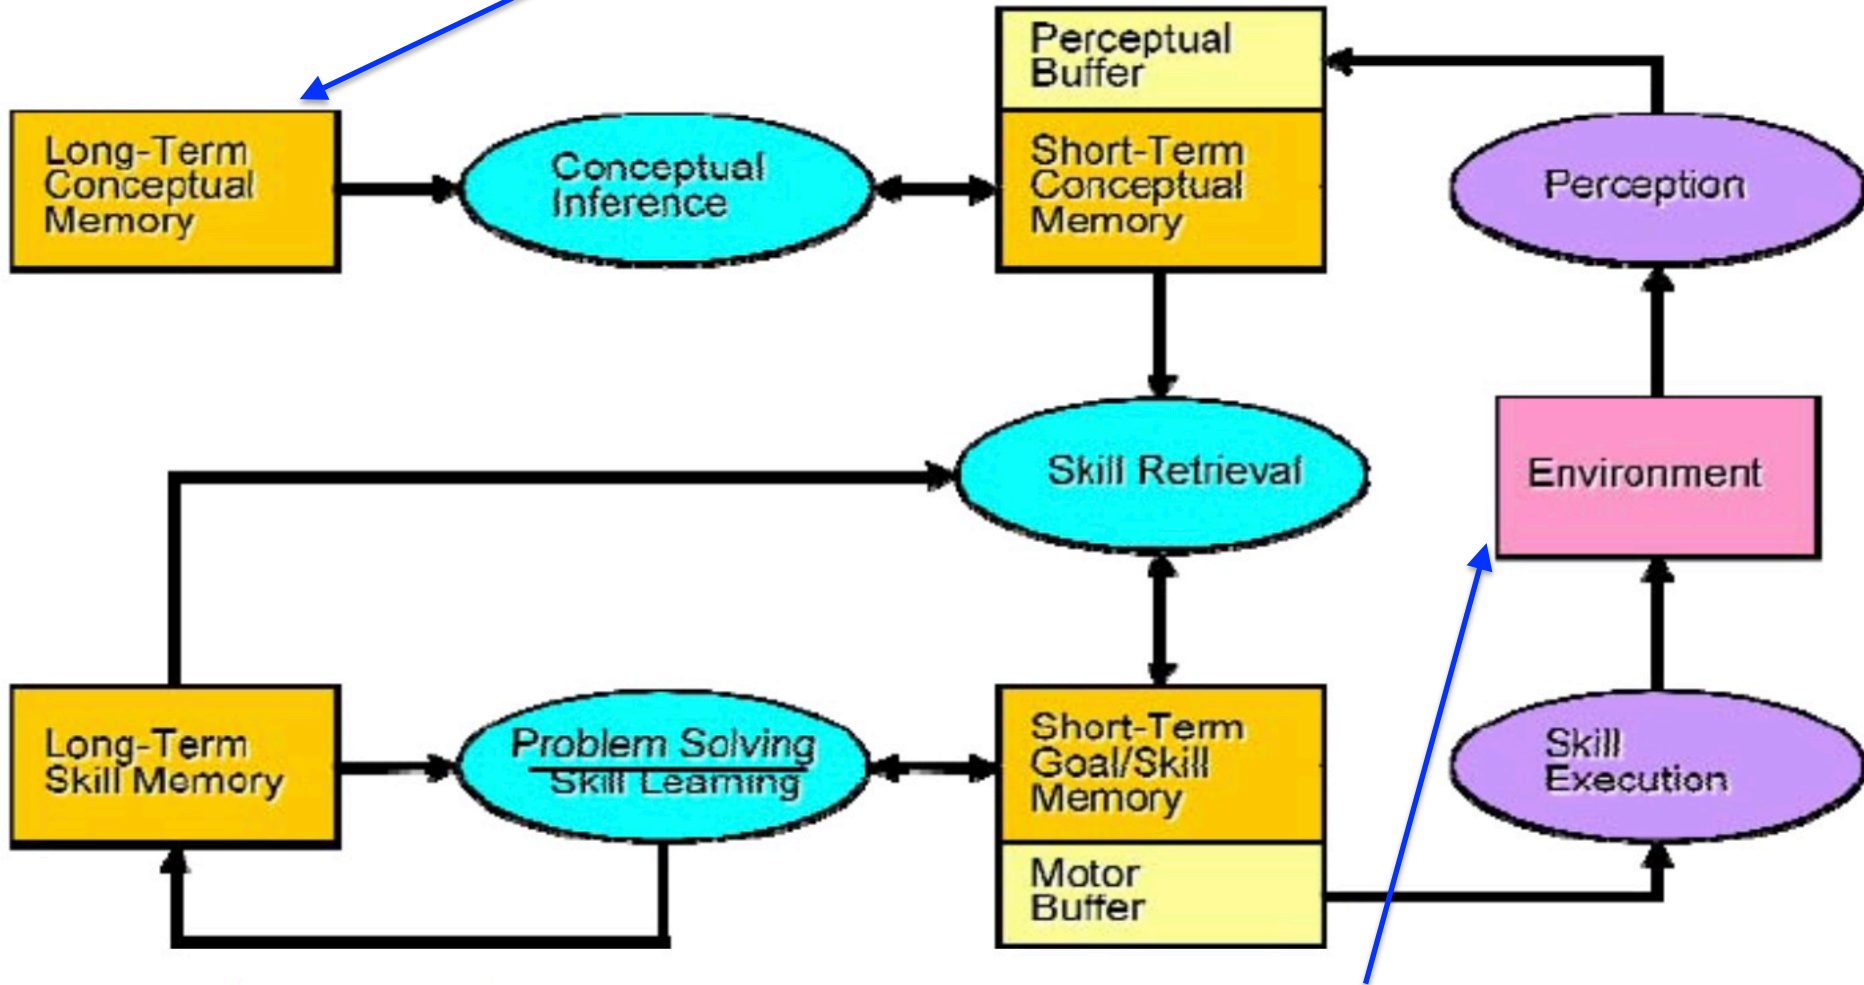 Perceptual
Buffer
Long-Term
Conceptual
Memory
Conceptual
Inference
Short-Term
Conceptual
Memory
Perception
Skill Retrieval
Environment
Long-Term
Skill Memory
Problem Solving
Skill Learning
Short-Term
Goal/Skill
Memory
Skill
Execution
Motor
Buffer